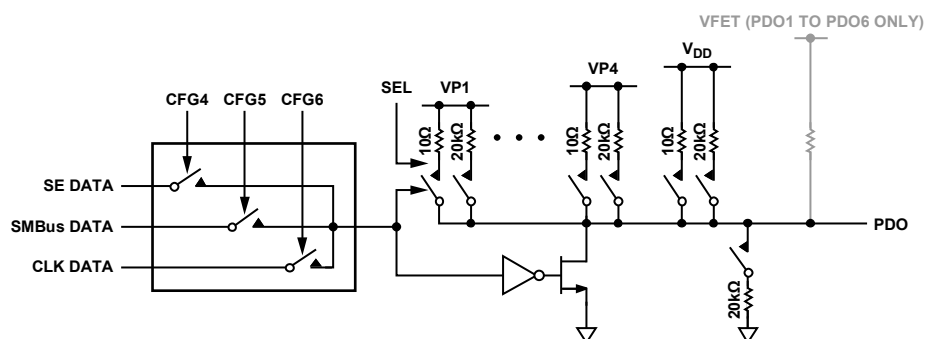 VFET (PDO1 TO PDO6 ONLY)
V_DD
VP4
SEL
VP1
CFG4
CFG5
CFG6
10Ω
20kΩ
10Ω
20kΩ
10Ω
20kΩ
SE DATA
SMBus DATA
PDO
CLK DATA
20kΩ